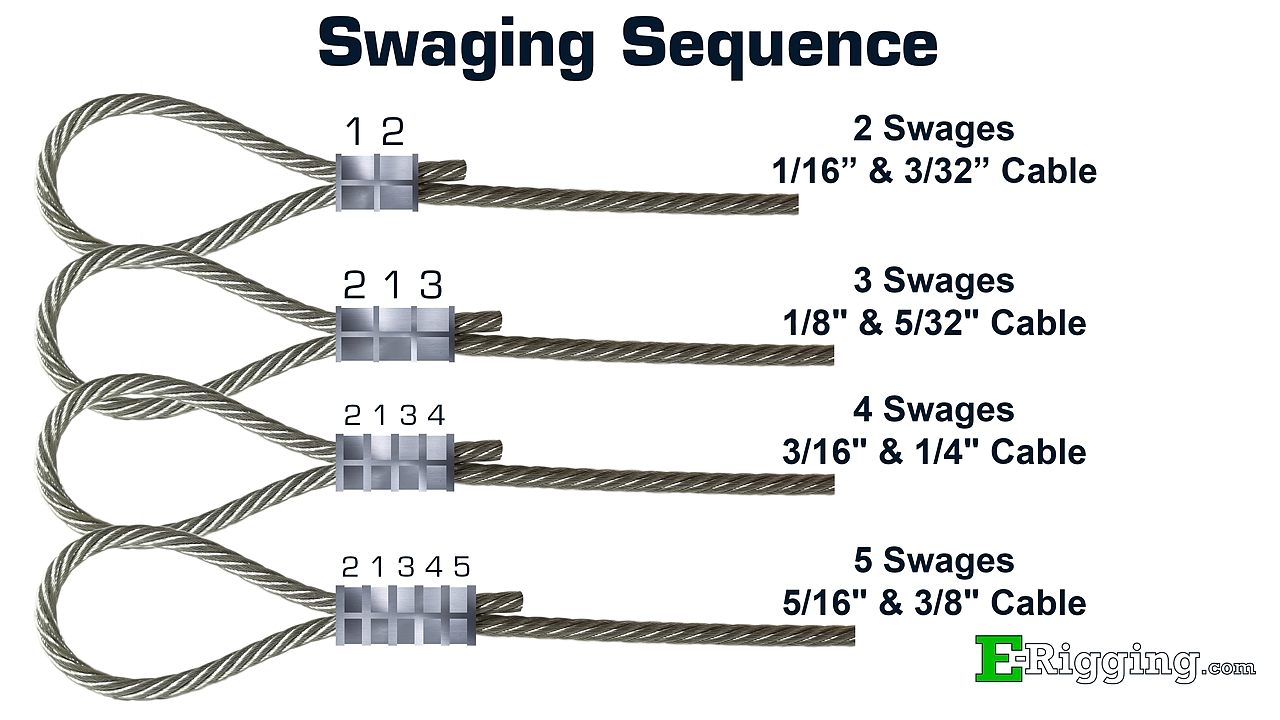 Swaging Sequence
1 2
2 Swages
1/16” & 3/32” Cable
2 1 3
3 Swages
1/8" & 5/32" Cable
2 1 3 4
4 Swages
3/16" & 1/4" Cable
2 1 3 4 5
5 Swages
5/16" & 3/8" Cable
E-Rigging.com